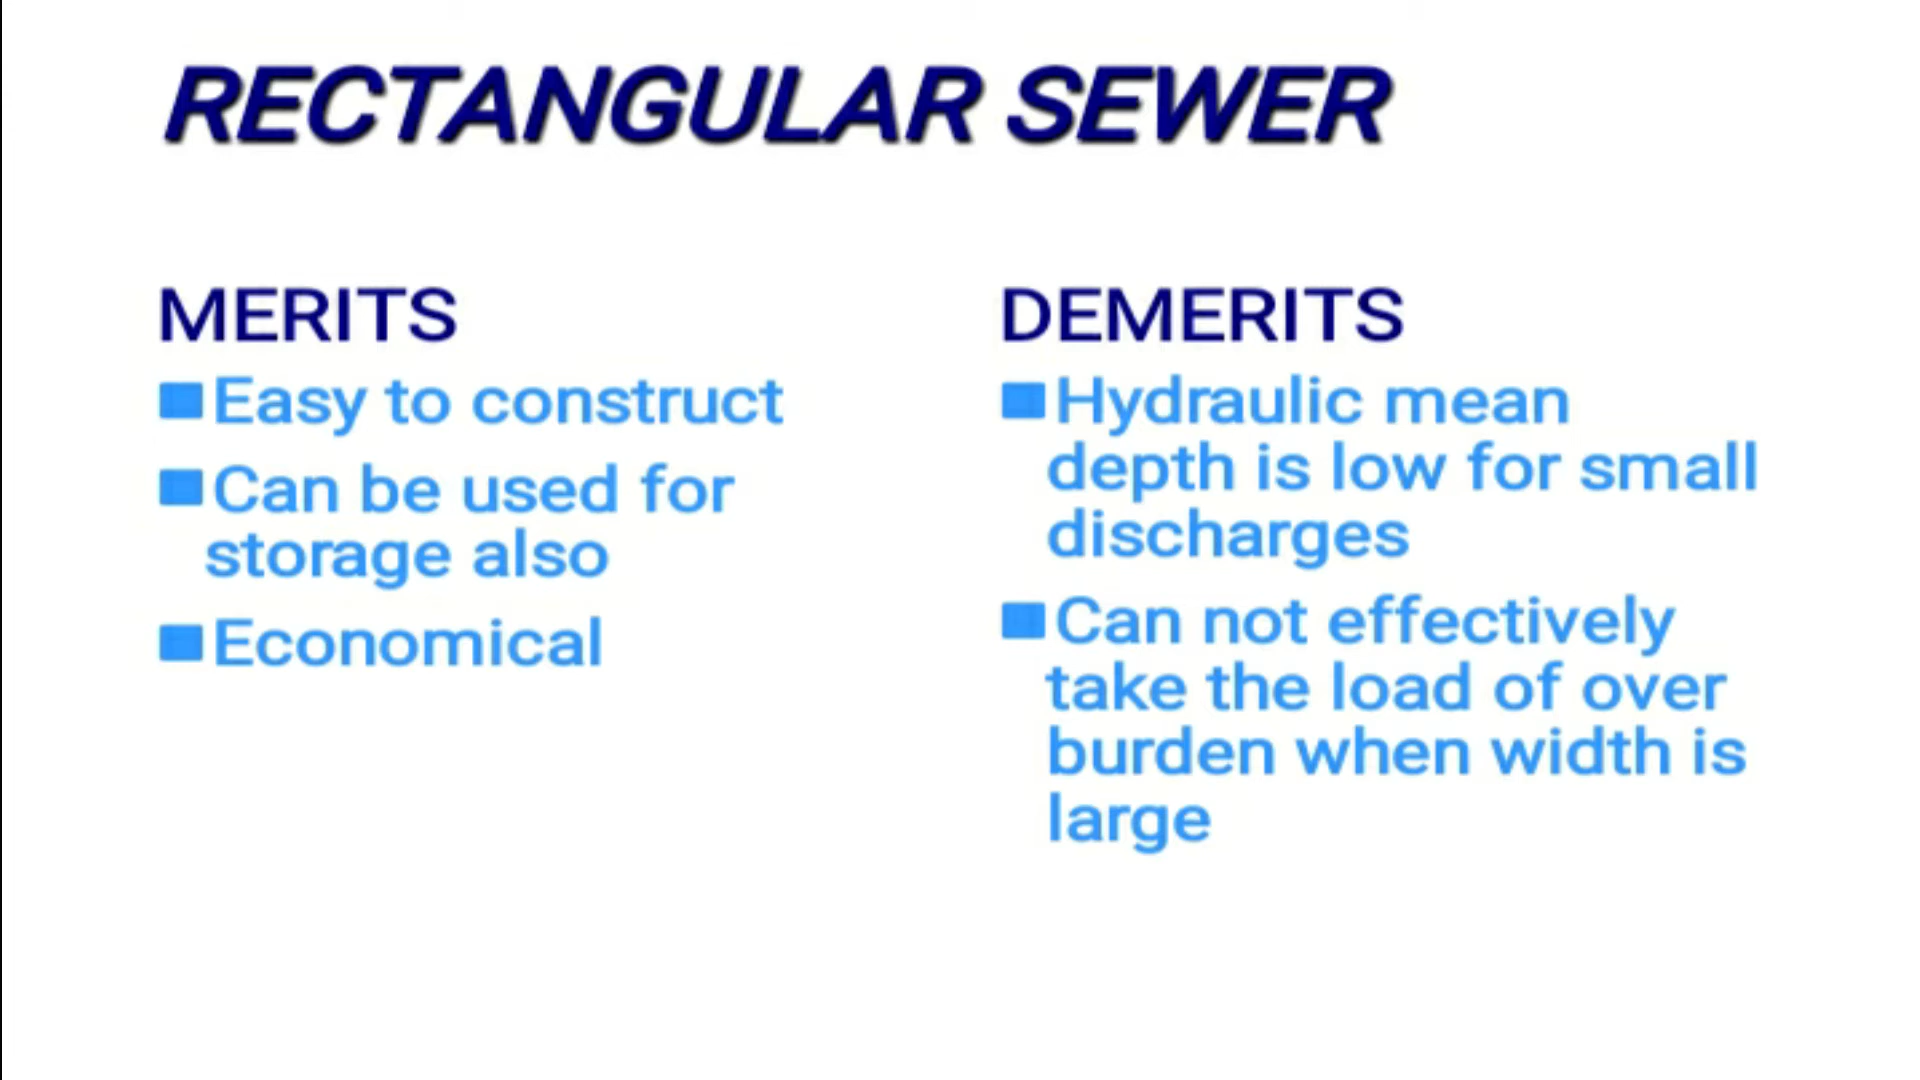 RECTANGULAR SEWER
MERITS
Easy to construct
Can be used for
storage also
Economical
DEMERITS
Hydraulic mean
depth is low for small
discharges
Can not effectively
take the load of over
burden when width is
large